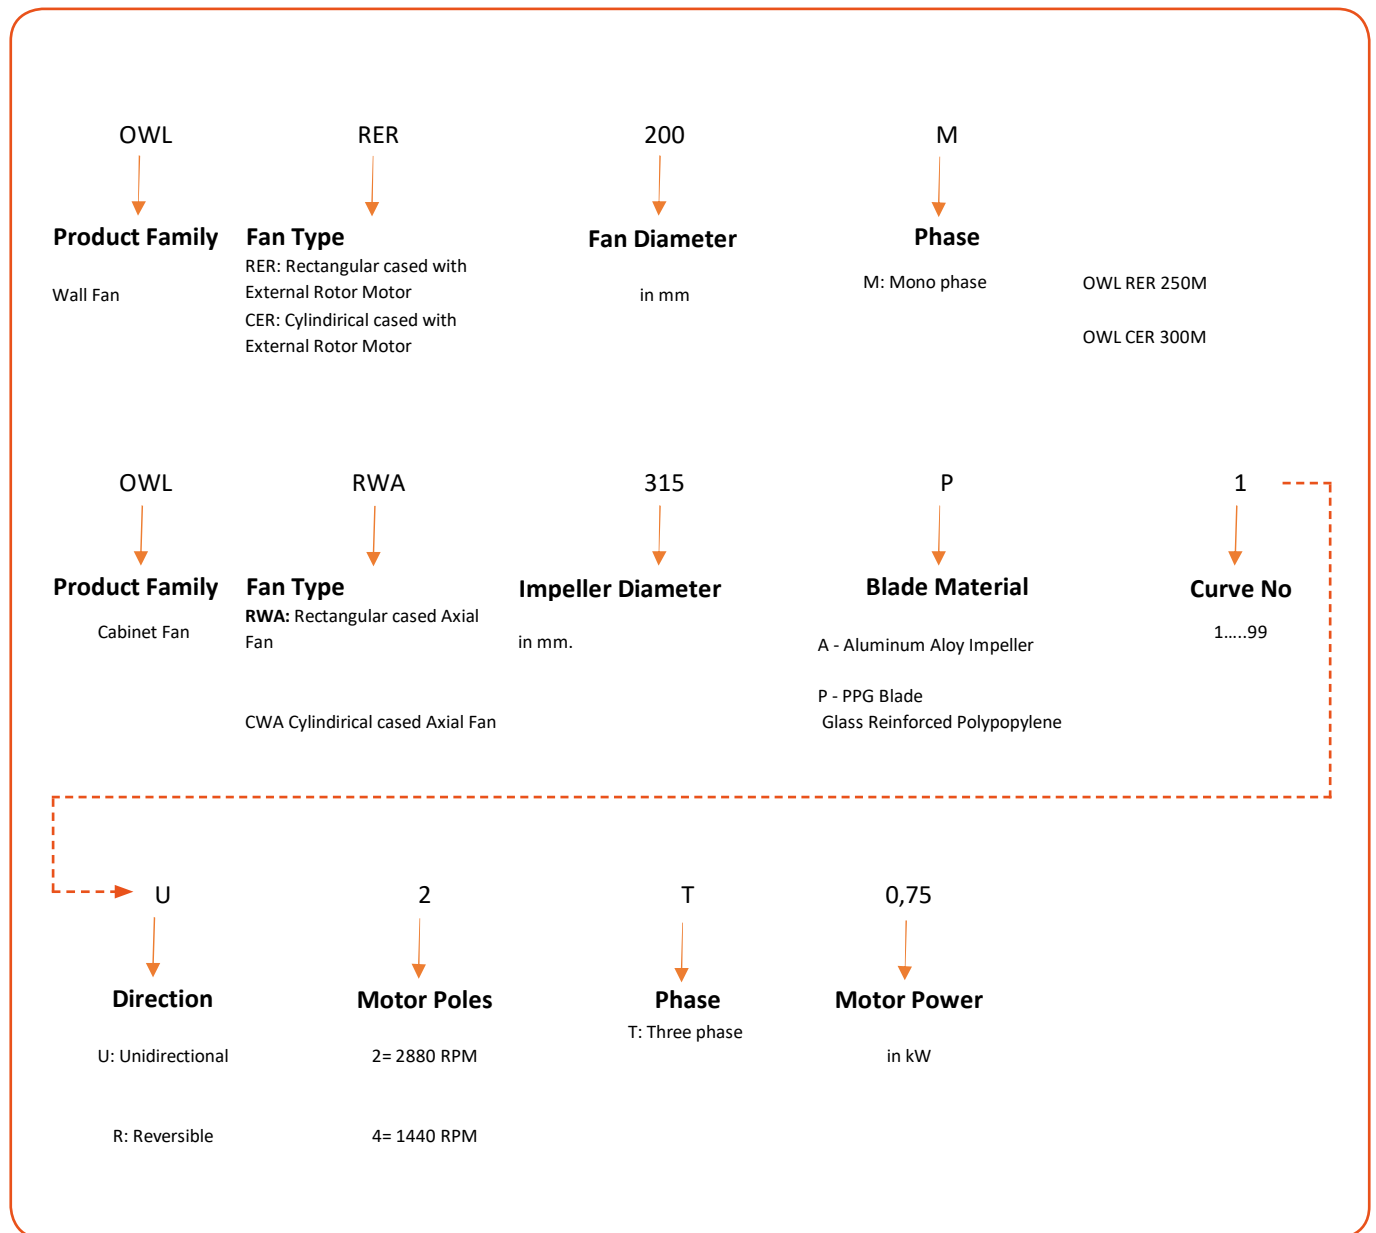 OWL RER 200 M
Product Family Fan Type Fan Diameter Phase
RER: Rectangular cased with
External Rotor Motor
CER: Cylindirical cased with
External Rotor Motor
Wall Fan
in mm
M: Mono phase
OWL RER 250M
OWL CER 300M
OWL RWA 315 P 1
Product Family Fan Type Impeller Diameter Blade Material Curve No
Cabinet Fan
RWA: Rectangular cased Axial
Fan
CWA Cylindirical cased Axial Fan
in mm.
A - Aluminum Aloy Impeller
P - PPG Blade
Glass Reinforced Polypopylene
1.....99
U 2 T 0,75
Direction Motor Poles Phase Motor Power
T: Three phase
U: Unidirectional 2= 2880 RPM in kW
R: Reversible 4= 1440 RPM